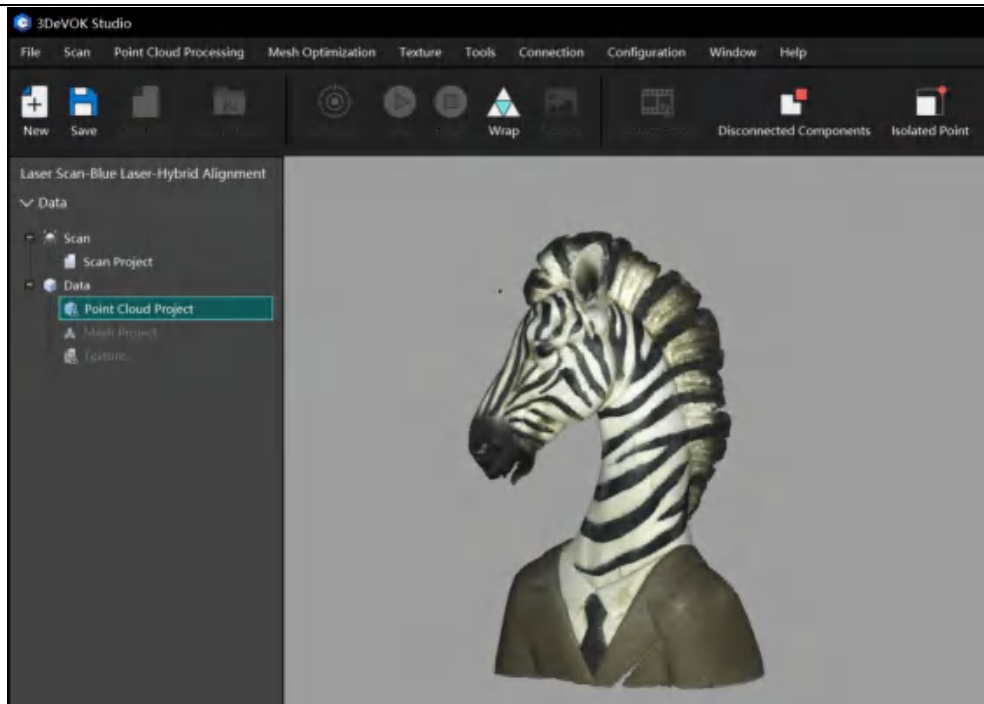 3DeVOK Studio
File Scan Point Cloud Processing Mesh Optimization Texture Tools Connection Configuration Window Help
New Save Wrap Disconnected Components Isolated Point
Laser Scan-Blue Laser-Hybrid Alignment
Data
Scan
Scan Project
Data
Point Cloud Project
Mesh Project
Texture